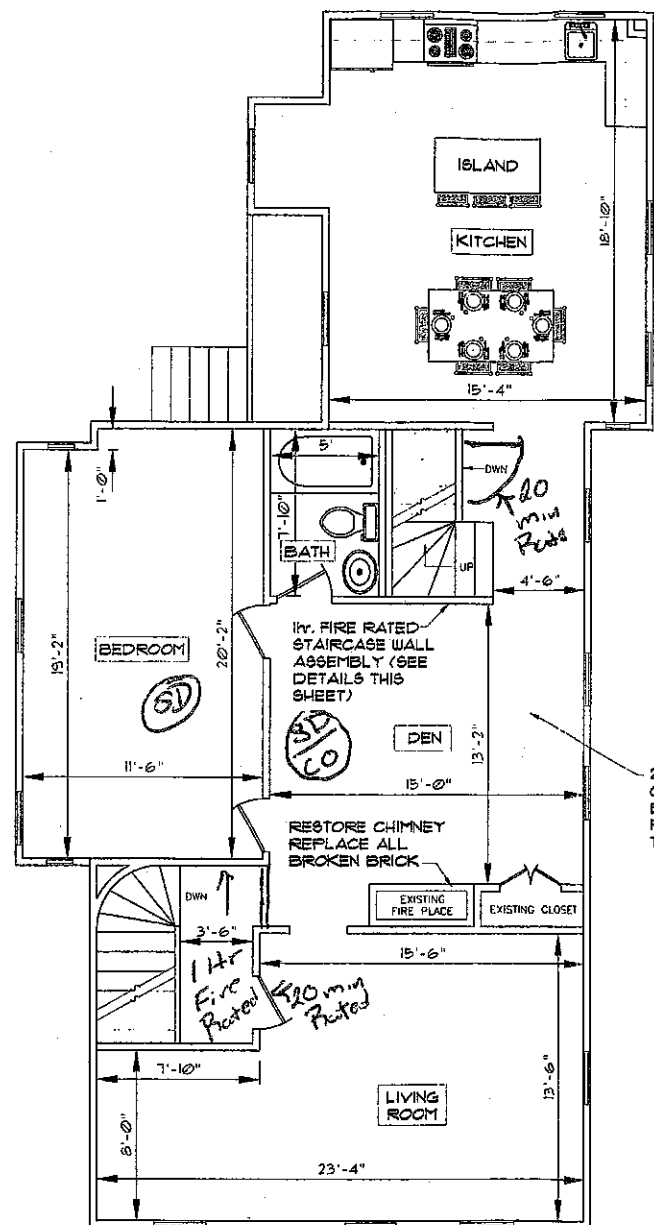 ISLAND
KITCHEN
18'-10"
15'-4"
1'-0"
5'
7'-10"
BATH
DWN
UP
20
min
4'-6"
19'-2"
BEDROOM
20'-2"
SD
11'-6"
1hr. FIRE RATED
STAIRCASE WALL
ASSEMBLY (SEE
DETAILS THIS
SHEET)
SD/CO
DEN
13'-2"
15'-0"
RESTORE CHIMNEY
REPLACE ALL
BROKEN BRICK
EXISTING
FIRE PLACE
EXISTING CLOSET
DWN
3'-6"
1 Hr
Fire
Rated
20 min
Rated
15'-6"
7'-10"
8'-0"
LIVING
ROOM
13'-6"
23'-4"